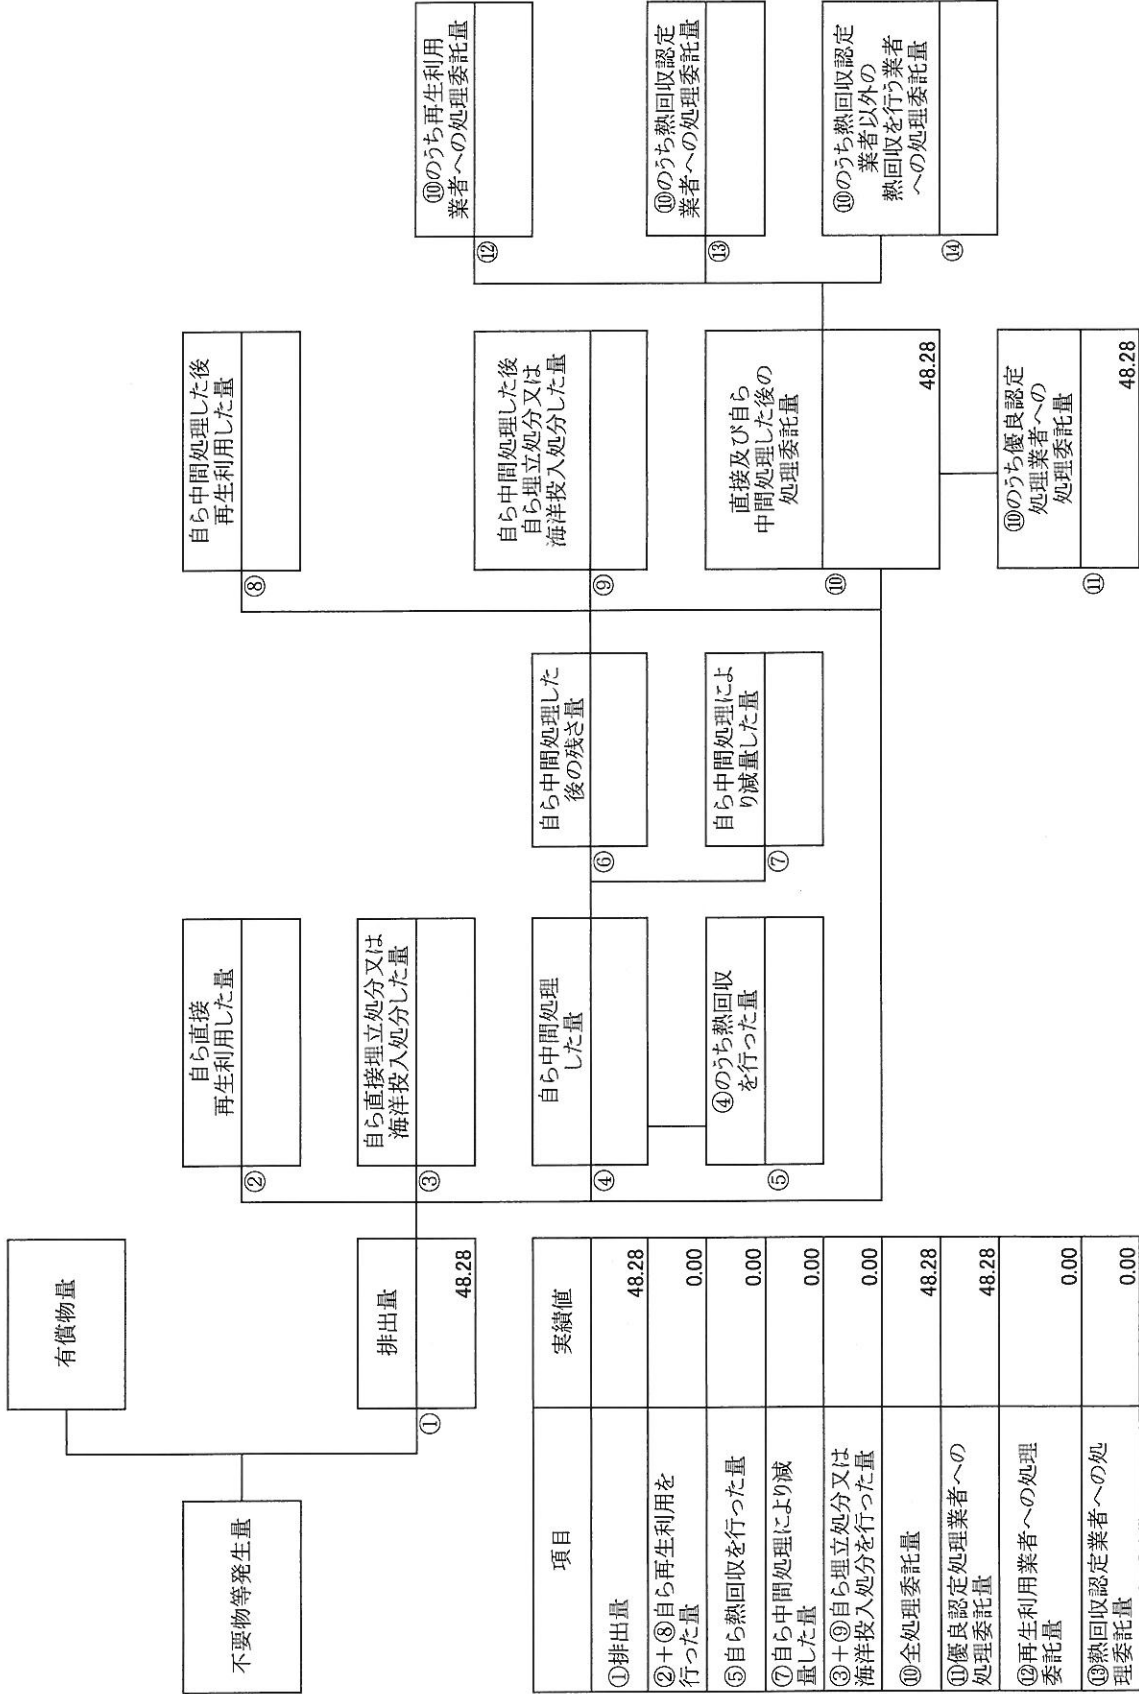 不要物等発生量
有償物量
排出量
①
48.28
自ら直接
再生利用した量
②
自ら直接埋立処分又は
海洋投入処分した量
③
自ら中間処理
した量
④
④のうち熱回収
を行った量
⑤
自ら中間処理した
後の残さ量
⑥
自ら中間処理によ
り減量した量
⑦
自ら中間処理した後
再生利用した量
⑧
自ら中間処理した後
自ら埋立処分又は
海洋投入処分した量
⑨
直接及び自ら
中間処理した後の
処理委託量
⑩
48.28
⑩のうち優良認定
処理業者への
処理委託量
⑪
48.28
⑩のうち再生利用
業者への処理委託量
⑫
⑩のうち熱回収認定
業者への処理委託量
⑬
⑩のうち熱回収認定
業者以外の
熱回収を行う業者
への処理委託量
⑭
項目 実績値
①排出量 48.28
②+⑧自ら再生利用を
行った量 0.00
⑤自ら熱回収を行った量 0.00
⑦自ら中間処理により減
量した量 0.00
③+⑨自ら埋立処分又は
海洋投入処分を行った量 0.00
⑩全処理委託量 48.28
⑪優良認定処理業者への
処理委託量 48.28
⑫再生利用業者への処理
委託量 0.00
⑬熱回収認定業者への処
理委託量 0.00